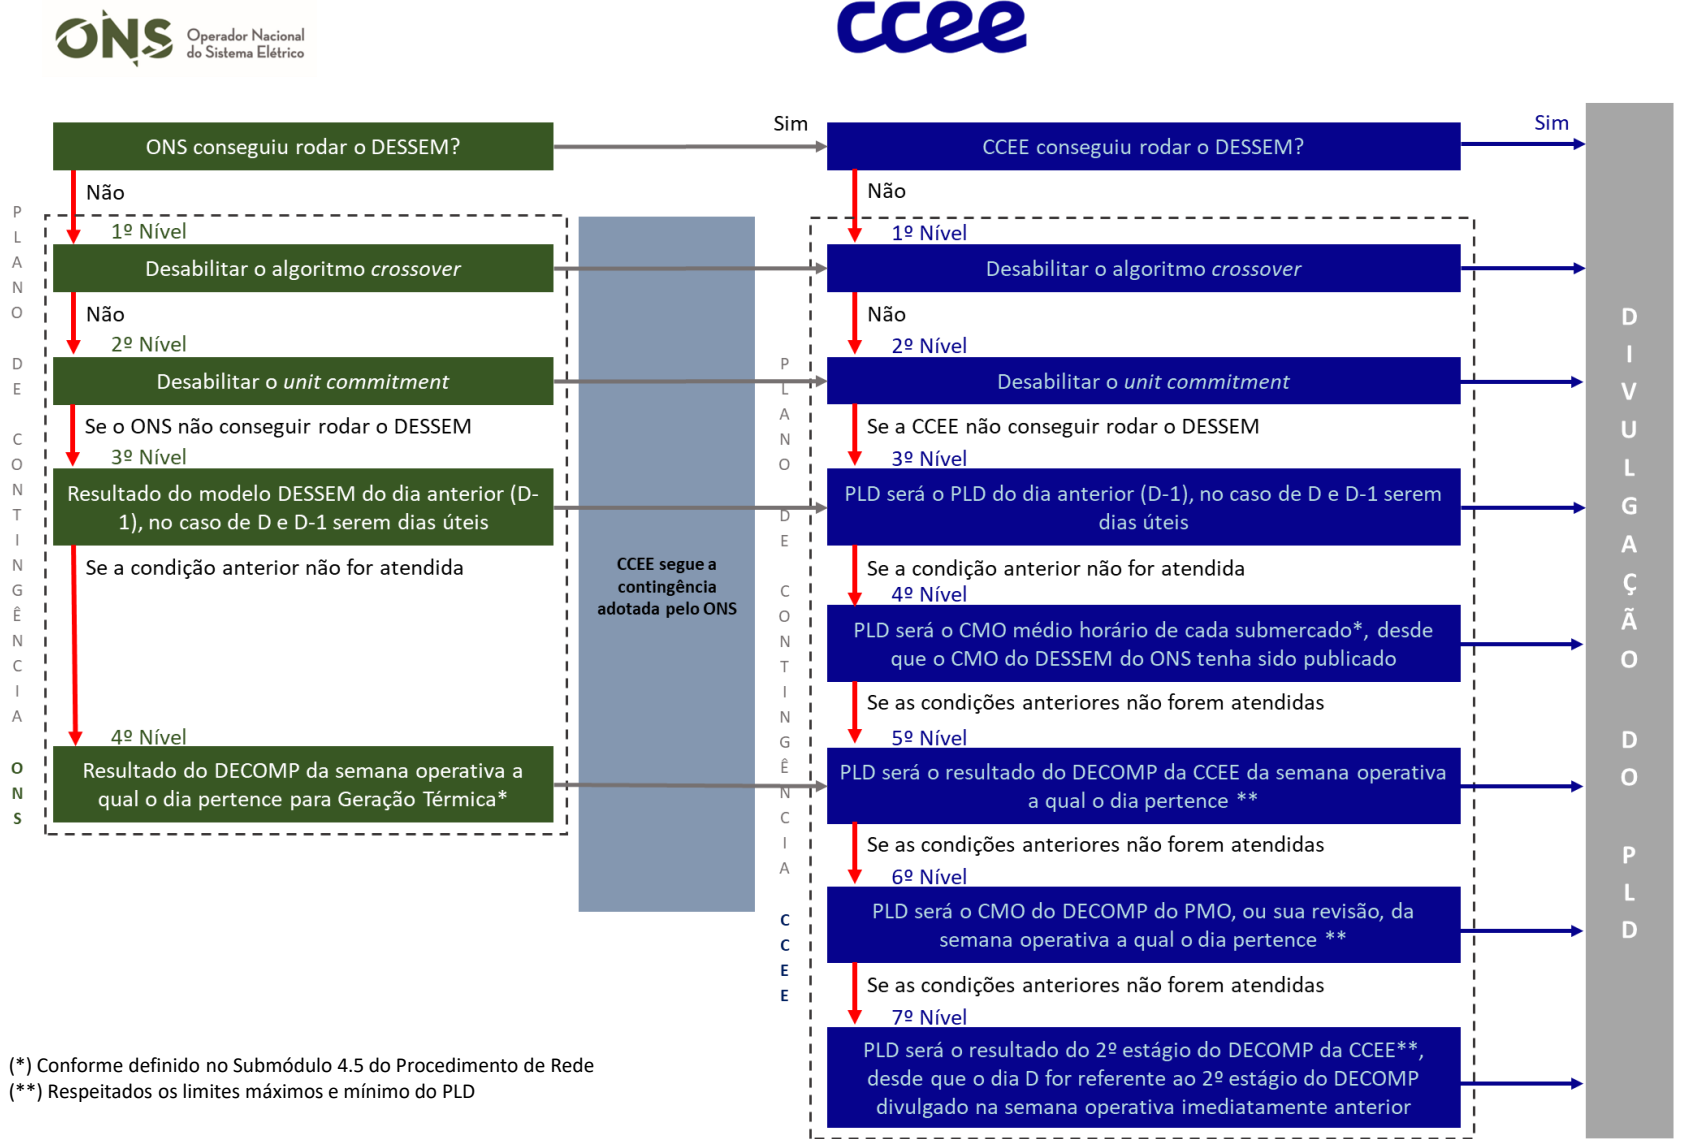 ONS
Operador Nacional
do Sistema Elétrico
ccee
ONS conseguiu rodar o DESSEM?
Sim
CCEE conseguiu rodar o DESSEM?
Sim
Não
Não
PLANO DE CONTINGÊNCIA ONS
1º Nível
Desabilitar o algoritmo crossover
Não
2º Nível
Desabilitar o unit commitment
Se o ONS não conseguir rodar o DESSEM
3º Nível
Resultado do modelo DESSEM do dia anterior (D-
1), no caso de D e D-1 serem dias úteis
Se a condição anterior não for atendida
4º Nível
Resultado do DECOMP da semana operativa a
qual o dia pertence para Geração Térmica*
CCEE segue a
contingência
adotada pelo ONS
PLANO DE CONTINGÊNCIA CCEE
1º Nível
Desabilitar o algoritmo crossover
Não
2º Nível
Desabilitar o unit commitment
Se a CCEE não conseguir rodar o DESSEM
3º Nível
PLD será o PLD do dia anterior (D-1), no caso de D e D-1 serem
dias úteis
Se a condição anterior não for atendida
4º Nível
PLD será o CMO médio horário de cada submercado*, desde
que o CMO do DESSEM do ONS tenha sido publicado
Se as condições anteriores não forem atendidas
5º Nível
PLD será o resultado do DECOMP da CCEE da semana operativa
a qual o dia pertence **
Se as condições anteriores não forem atendidas
6º Nível
PLD será o CMO do DECOMP do PMO, ou sua revisão, da
semana operativa a qual o dia pertence **
Se as condições anteriores não forem atendidas
7º Nível
PLD será o resultado do 2º estágio do DECOMP da CCEE**,
desde que o dia D for referente ao 2º estágio do DECOMP
divulgado na semana operativa imediatamente anterior
DIVULGAÇÃO DO PLD
(*) Conforme definido no Submódulo 4.5 do Procedimento de Rede
(**) Respeitados os limites máximos e mínimo do PLD